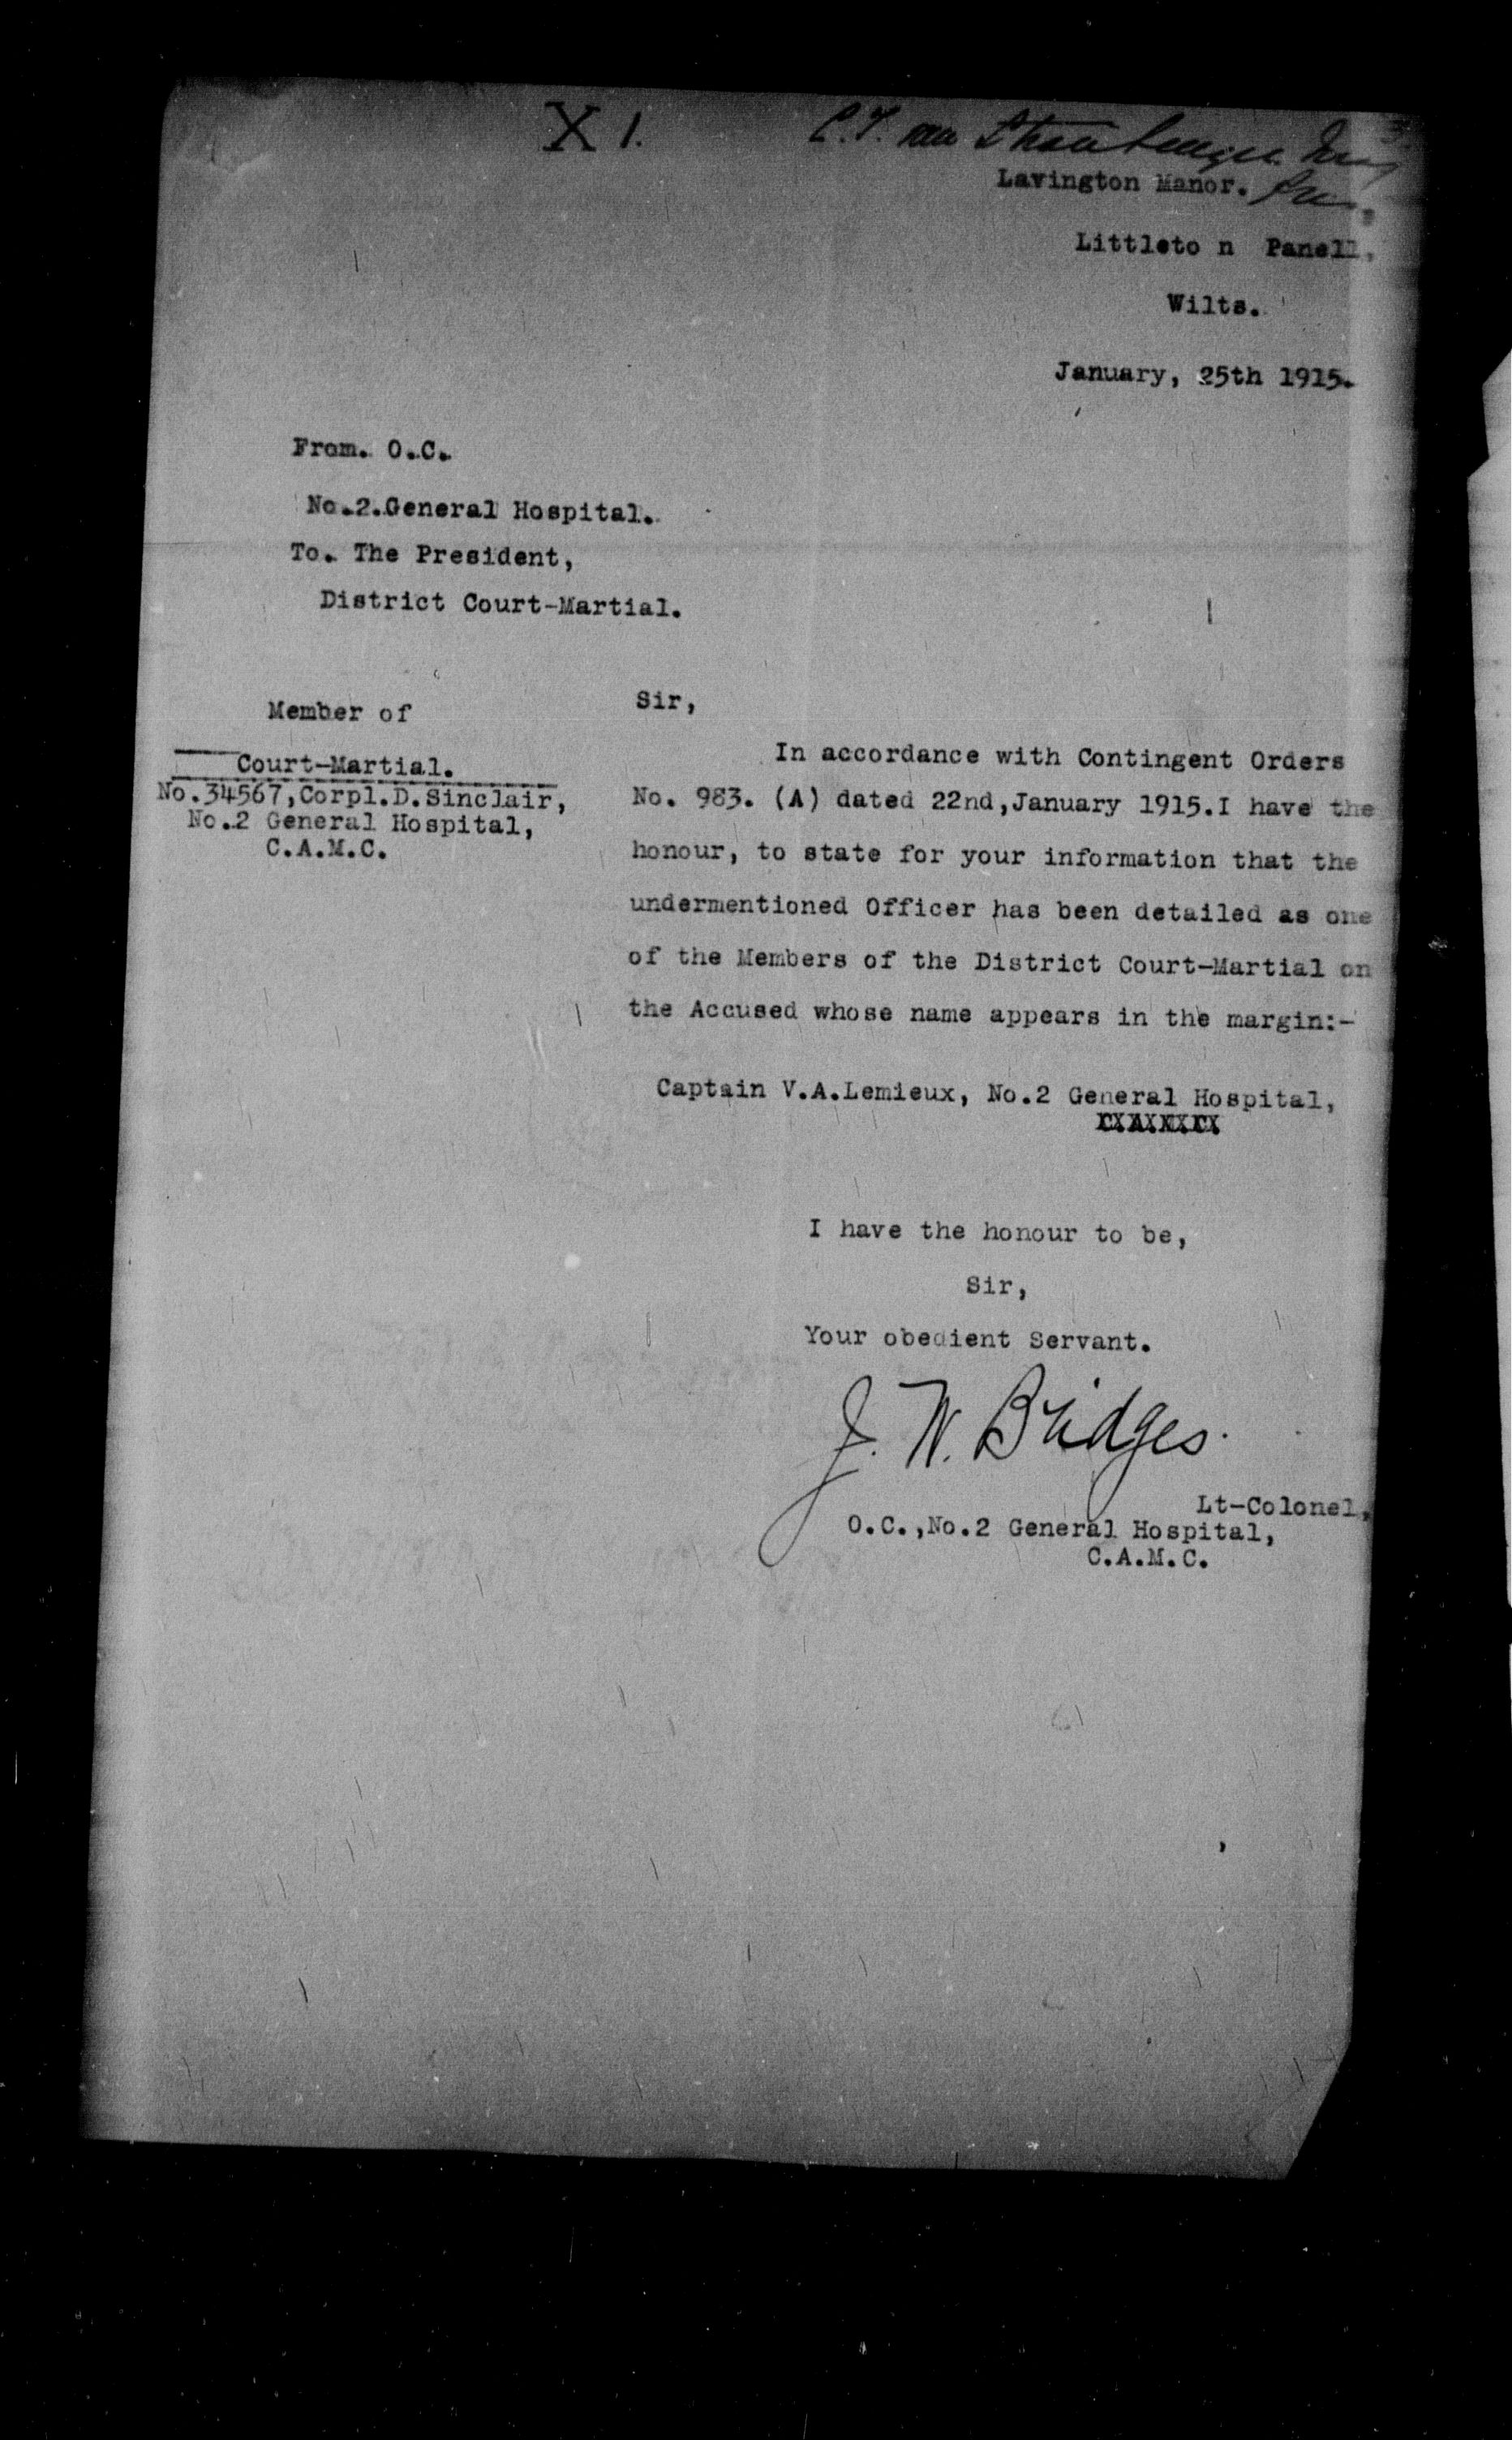 X 1.
C. T. van
Lavington Manor.
Littleto n Panell,
Wilts.
January, 25th 1915.
From. O.C.
No.2.General Hospital.
To. The President,
District Court-Martial.
Member of
Court-Martial.
No.34567,Corpl.D.Sinclair,
No.2 General Hospital,
C.A.M.C.
Sir,
In accordance with Contingent Orders
No. 983. (A) dated 22nd,January 1915.I have the
honour, to state for your information that the
undermentioned Officer has been detailed as one
of the Members of the District Court-Martial on
the Accused whose name appears in the margin:-
Captain V.A.Lemieux, No.2 General Hospital,
I have the honour to be,
Sir,
Your obedient Servant.
J. W. Bridges.
Lt-Colonel,
O.C.,No.2 General Hospital,
C.A.M.C.